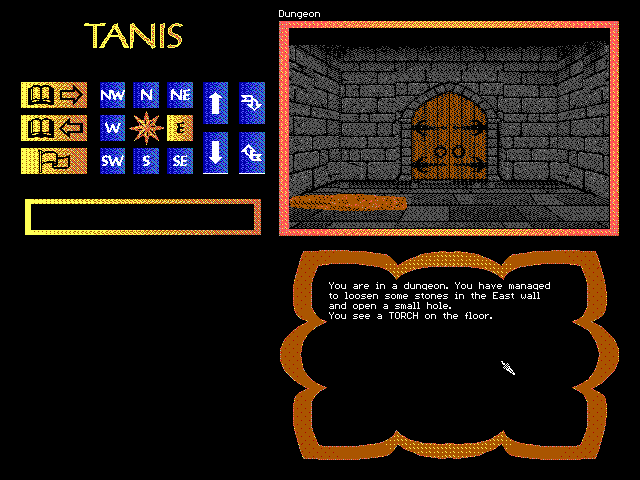 TANIS
Dungeon
NW N NE
W E
SW S SE
You are in a dungeon. You have managed
to loosen some stones in the East wall
and open a small hole.
You see a TORCH on the floor.